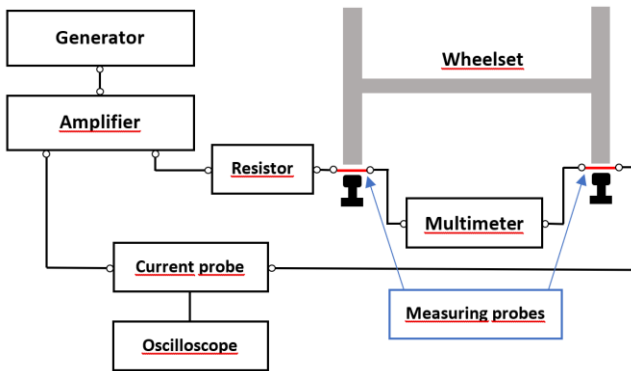 Generator
Wheelset
Amplifier
Resistor
Multimeter
Current probe
Measuring probes
Oscilloscope